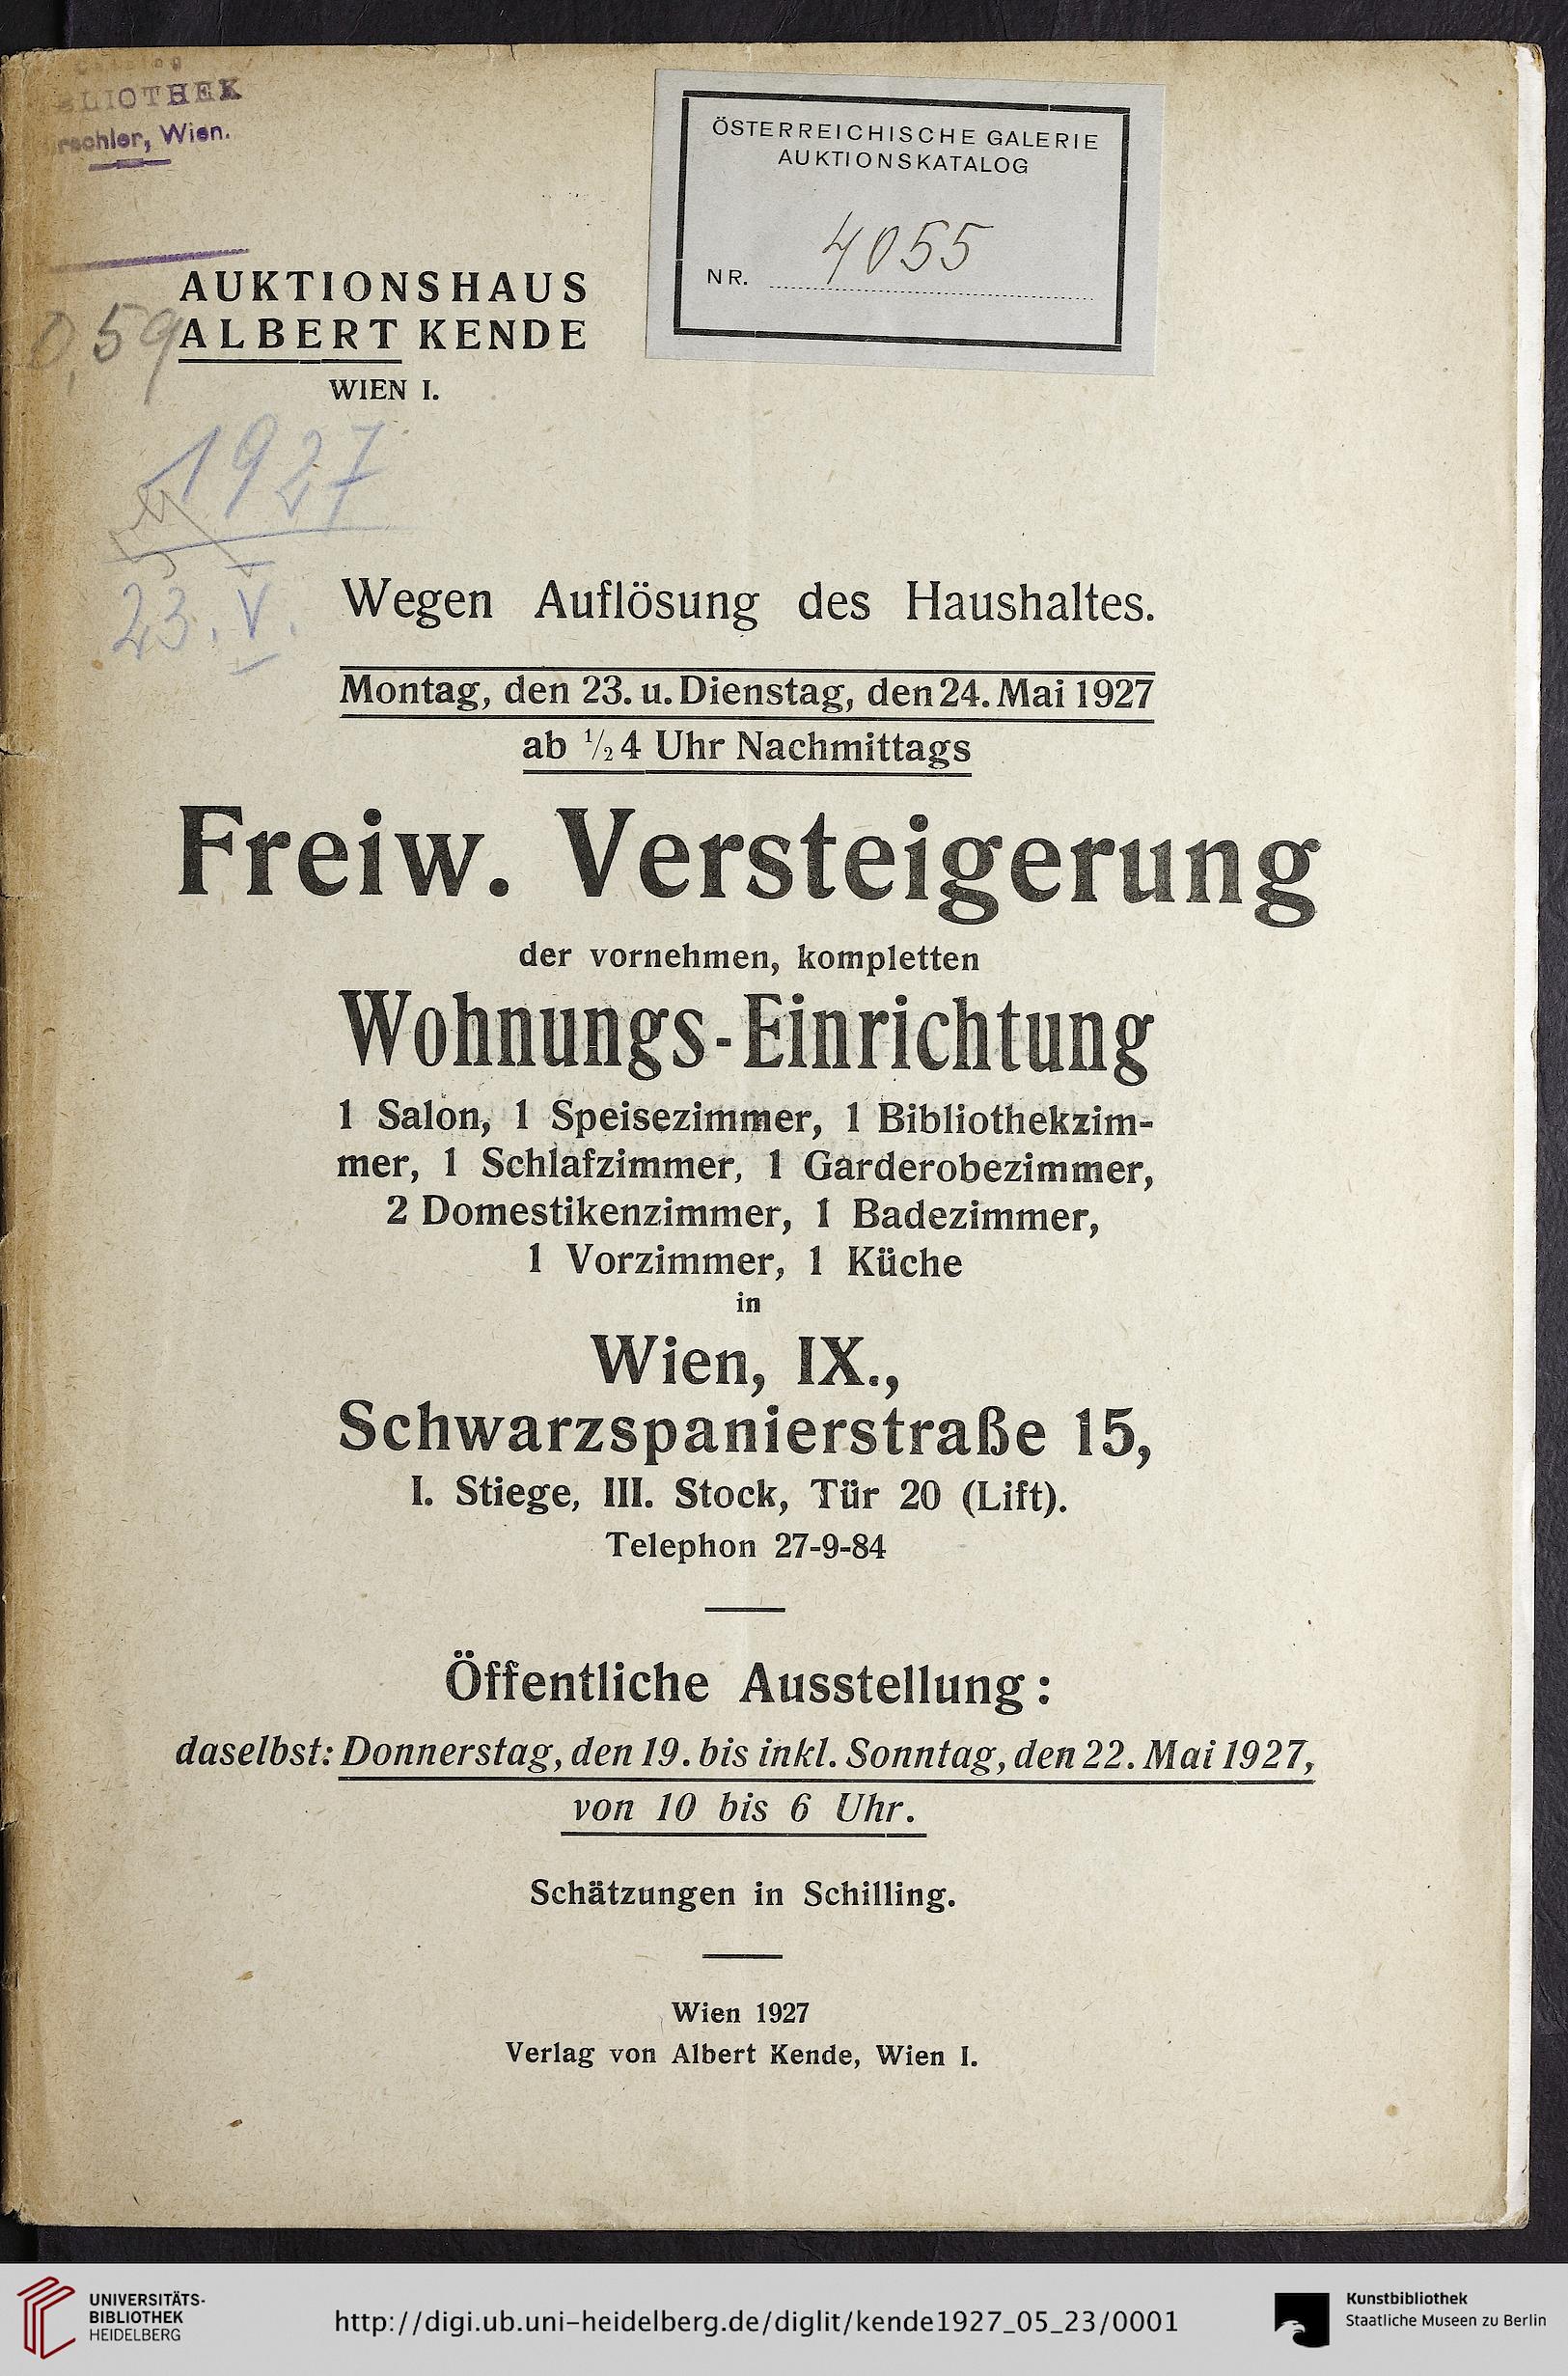 Wien.
ÖSTERREICHISCHE GALERIE
AUKTIONSKATALOG
NR. 4055
AUKTIONSHAUS
ALBERT KENDE
WIEN I.
0,59
1927
23. V.
Wegen Auflösung des Haushaltes.
Montag, den 23. u. Dienstag, den 24. Mai 1927
ab 1/2 4 Uhr Nachmittags
Freiw. Versteigerung
der vornehmen, kompletten
Wohnungs-Einrichtung
1 Salon, 1 Speisezimmer, 1 Bibliothekzim-
mer, 1 Schlafzimmer, 1 Garderobezimmer,
2 Domestikenzimmer, 1 Badezimmer,
1 Vorzimmer, 1 Küche
in
Wien, IX.,
Schwarzspanierstraße 15,
I. Stiege, III. Stock, Tür 20 (Lift).
Telephon 27-9-84
Öffentliche Ausstellung:
daselbst: Donnerstag, den 19. bis inkl. Sonntag, den 22. Mai 1927,
von 10 bis 6 Uhr.
Schätzungen in Schilling.
Wien 1927
Verlag von Albert Kende, Wien I.
UNIVERSITÄTS-
BIBLIOTHEK
HEIDELBERG
http://digi.ub.uni-heidelberg.de/diglit/kende1927_05_23/0001
Kunstbibliothek
Staatliche Museen zu Berlin